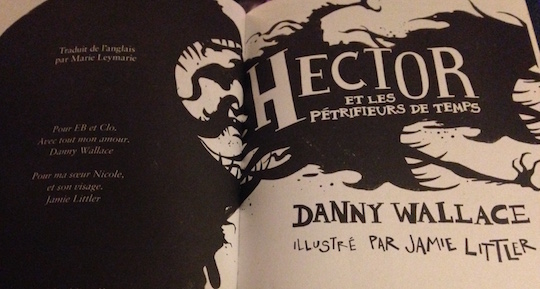 Traduit de l'anglais
par Marie Leymarie
Pour EB et Clo,
Avec tout mon amour,
Danny Wallace
Pour ma sœur Nicole,
et son visage,
Jamie Littler
HECTOR
ET LES
PÉTRIFIEURS DE TEMPS
DANNY WALLACE
ILLUSTRÉ PAR JAMIE LITTLER